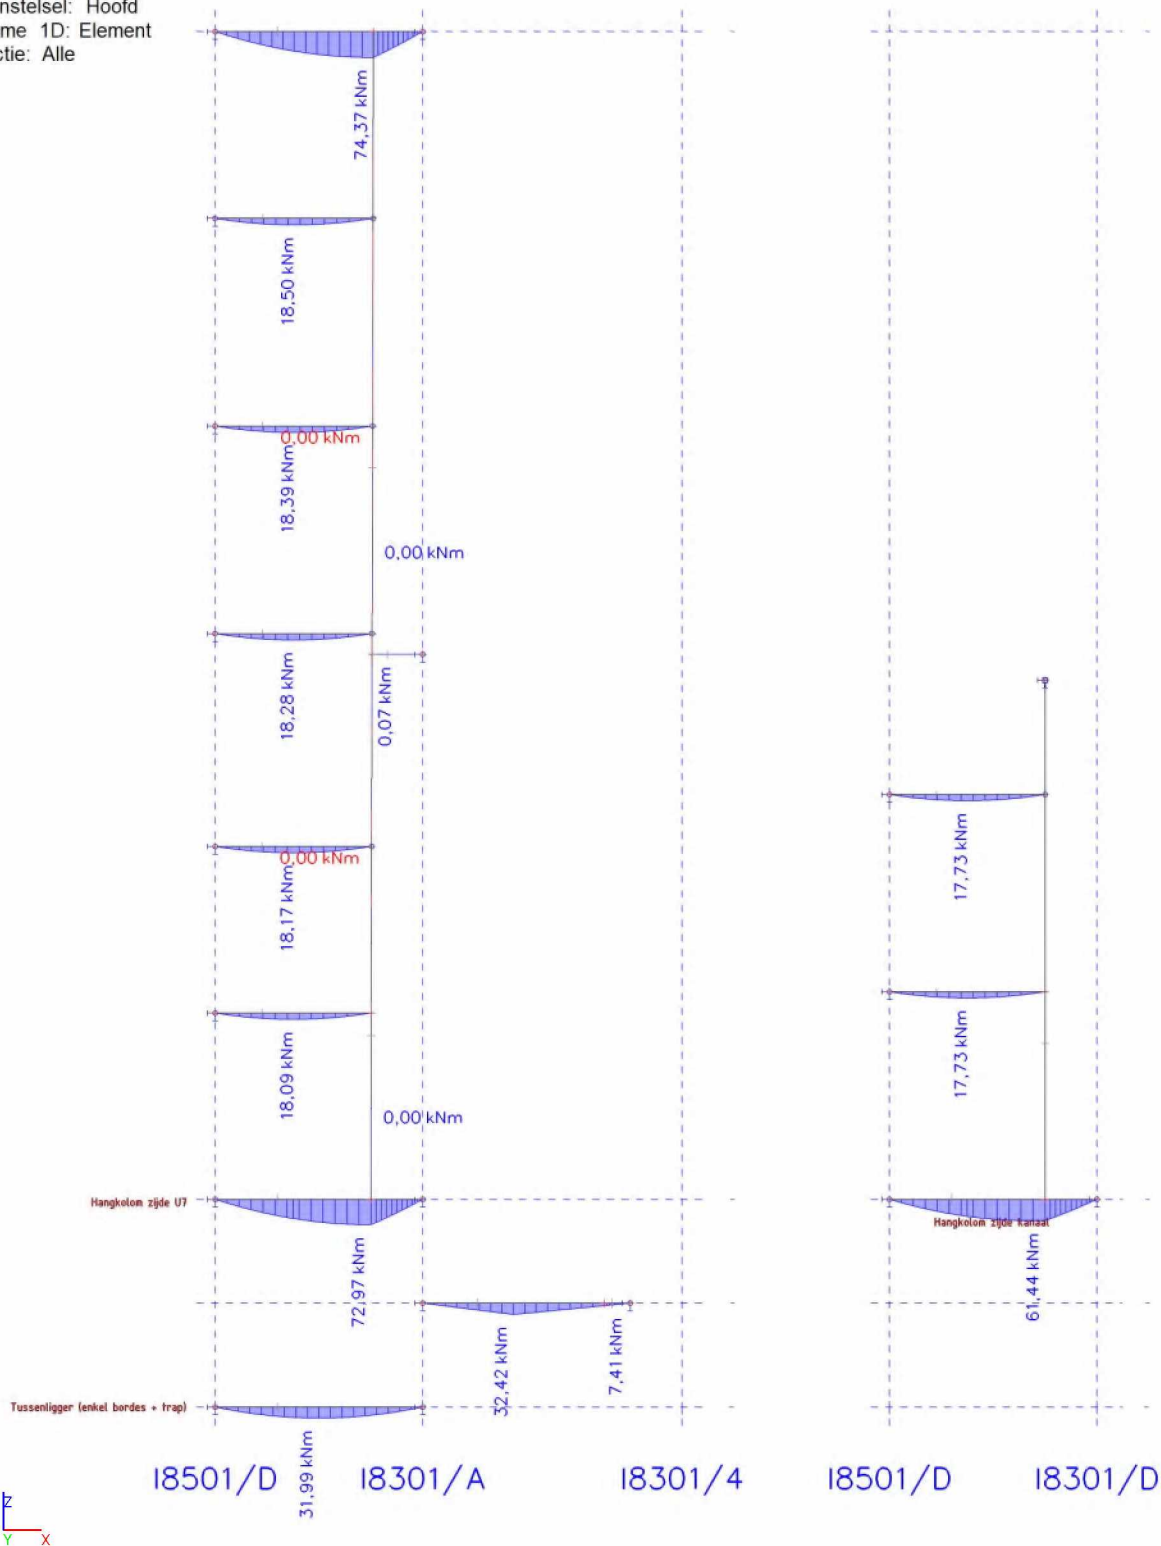 nstelsel: Hoofd
me 1D: Element
ctie: Alle
74,37 kNm
18,50 kNm
0,00 kNm
18,39 kNm
0,00 kNm
18,28 kNm
0,07 kNm
17,73 kNm
0,00 kNm
18,17 kNm
17,73 kNm
18,09 kNm
0,00 kNm
Hangkolom zijde U7
Hangkolom zijde kanaal
72,97 kNm
61,44 kNm
32,42 kNm
7,41 kNm
Tussenligger (enkel bordes + trap)
31,99 kNm
18501/D 18301/A 18301/4 18501/D 18301/D
Z
Y X